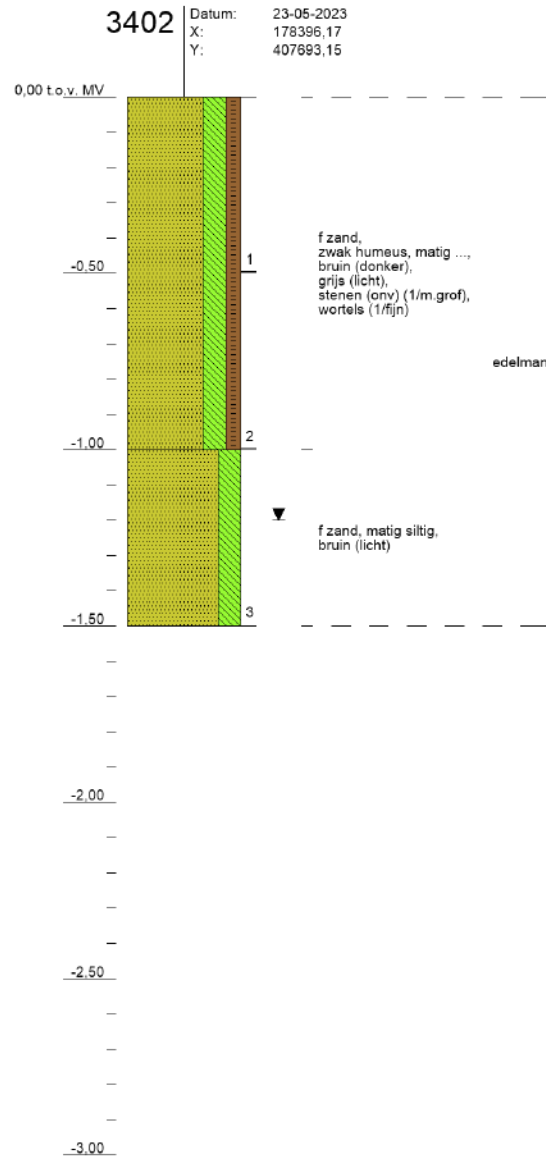 3402
Datum: 23-05-2023
X: 178396,17
Y: 407693,15
0,00 t.o.v. MV
f zand,
zwak humeus, matig ...,
bruin (donker),
grijs (licht),
stenen (onv) (1/m.grof),
wortels (1/fijn)
1
-0,50
edelman
2
-1,00
f zand, matig siltig,
bruin (licht)
3
-1,50
-2,00
-2,50
-3,00